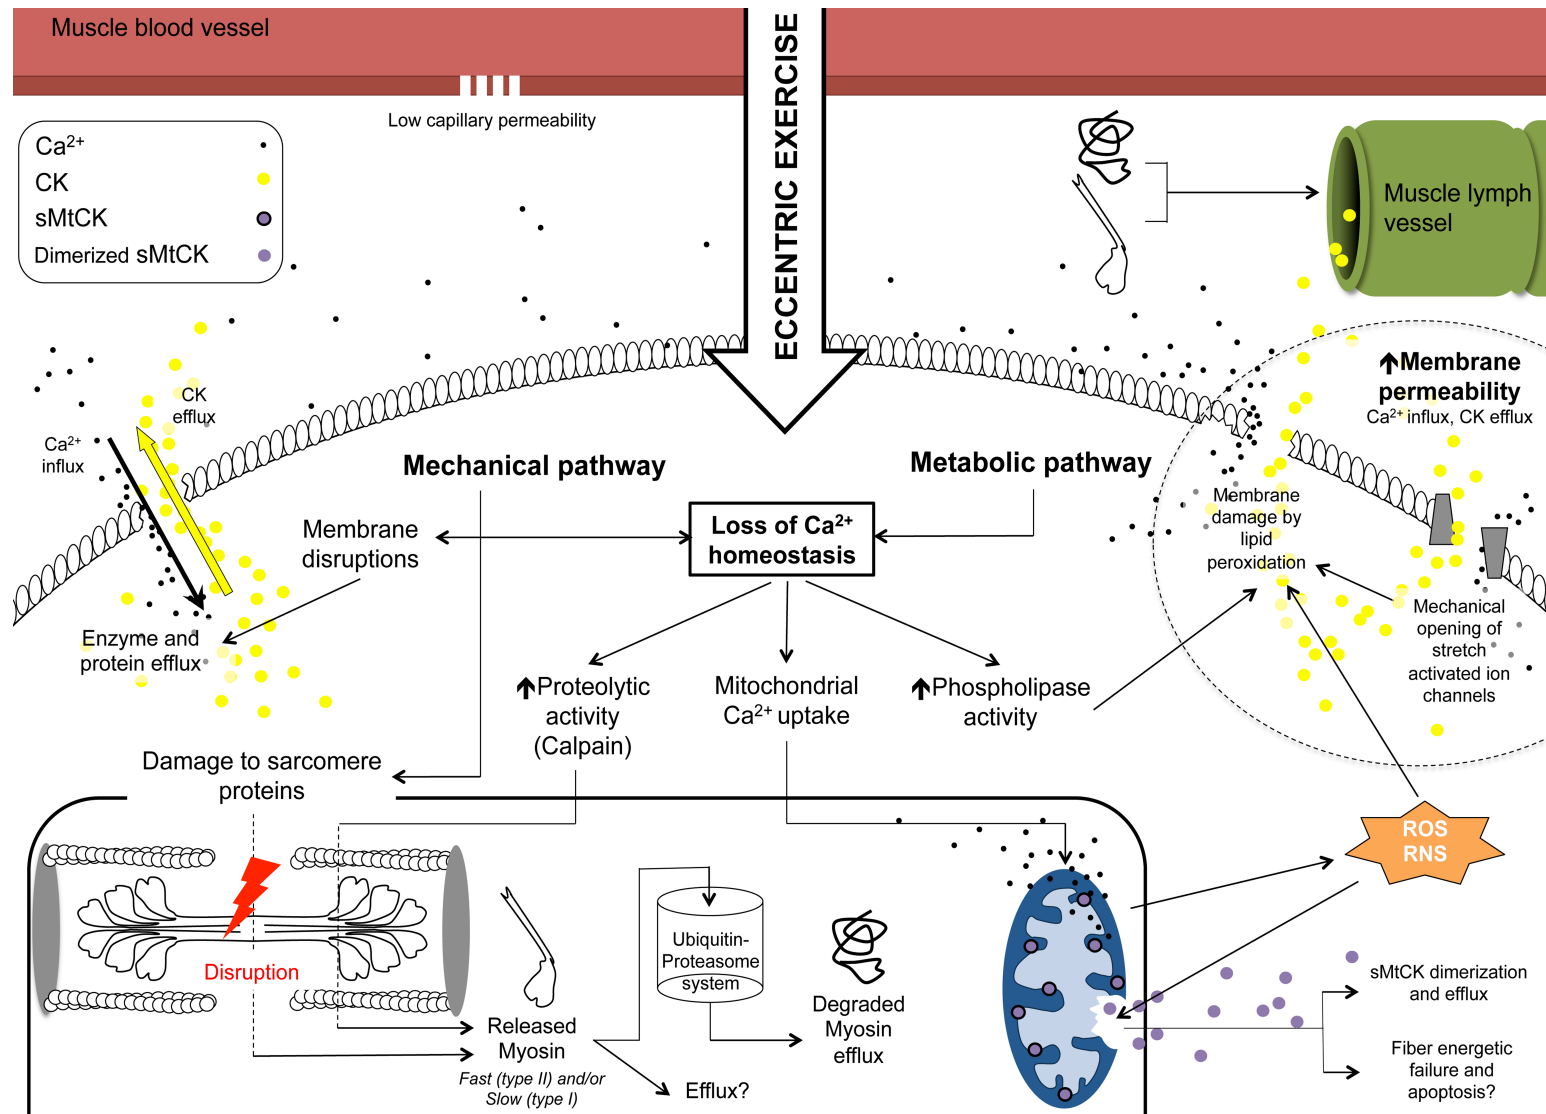 Muscle blood vessel
Low capillary permeability
ECCENTRIC EXERCISE
Ca²⁺
CK
sMtCK
Dimerized sMtCK
Muscle lymph
vessel
CK
efflux
Ca²⁺
influx
Mechanical pathway
Metabolic pathway
Membrane
permeability
Ca²⁺ influx, CK efflux
Membrane
disruptions
Loss of Ca²⁺
homeostasis
Membrane
damage by
lipid
peroxidation
Enzyme and
protein efflux
Mechanical
opening of
stretch
activated ion
channels
Proteolytic
activity
(Calpain)
Mitochondrial
Ca²⁺ uptake
Phospholipase
activity
Damage to sarcomere
proteins
ROS
RNS
Disruption
Ubiquitin-
Proteasome
system
Released
Myosin
Fast (type II) and/or
Slow (type I)
Efflux?
Degraded
Myosin
efflux
sMtCK dimerization
and efflux
Fiber energetic
failure and
apoptosis?